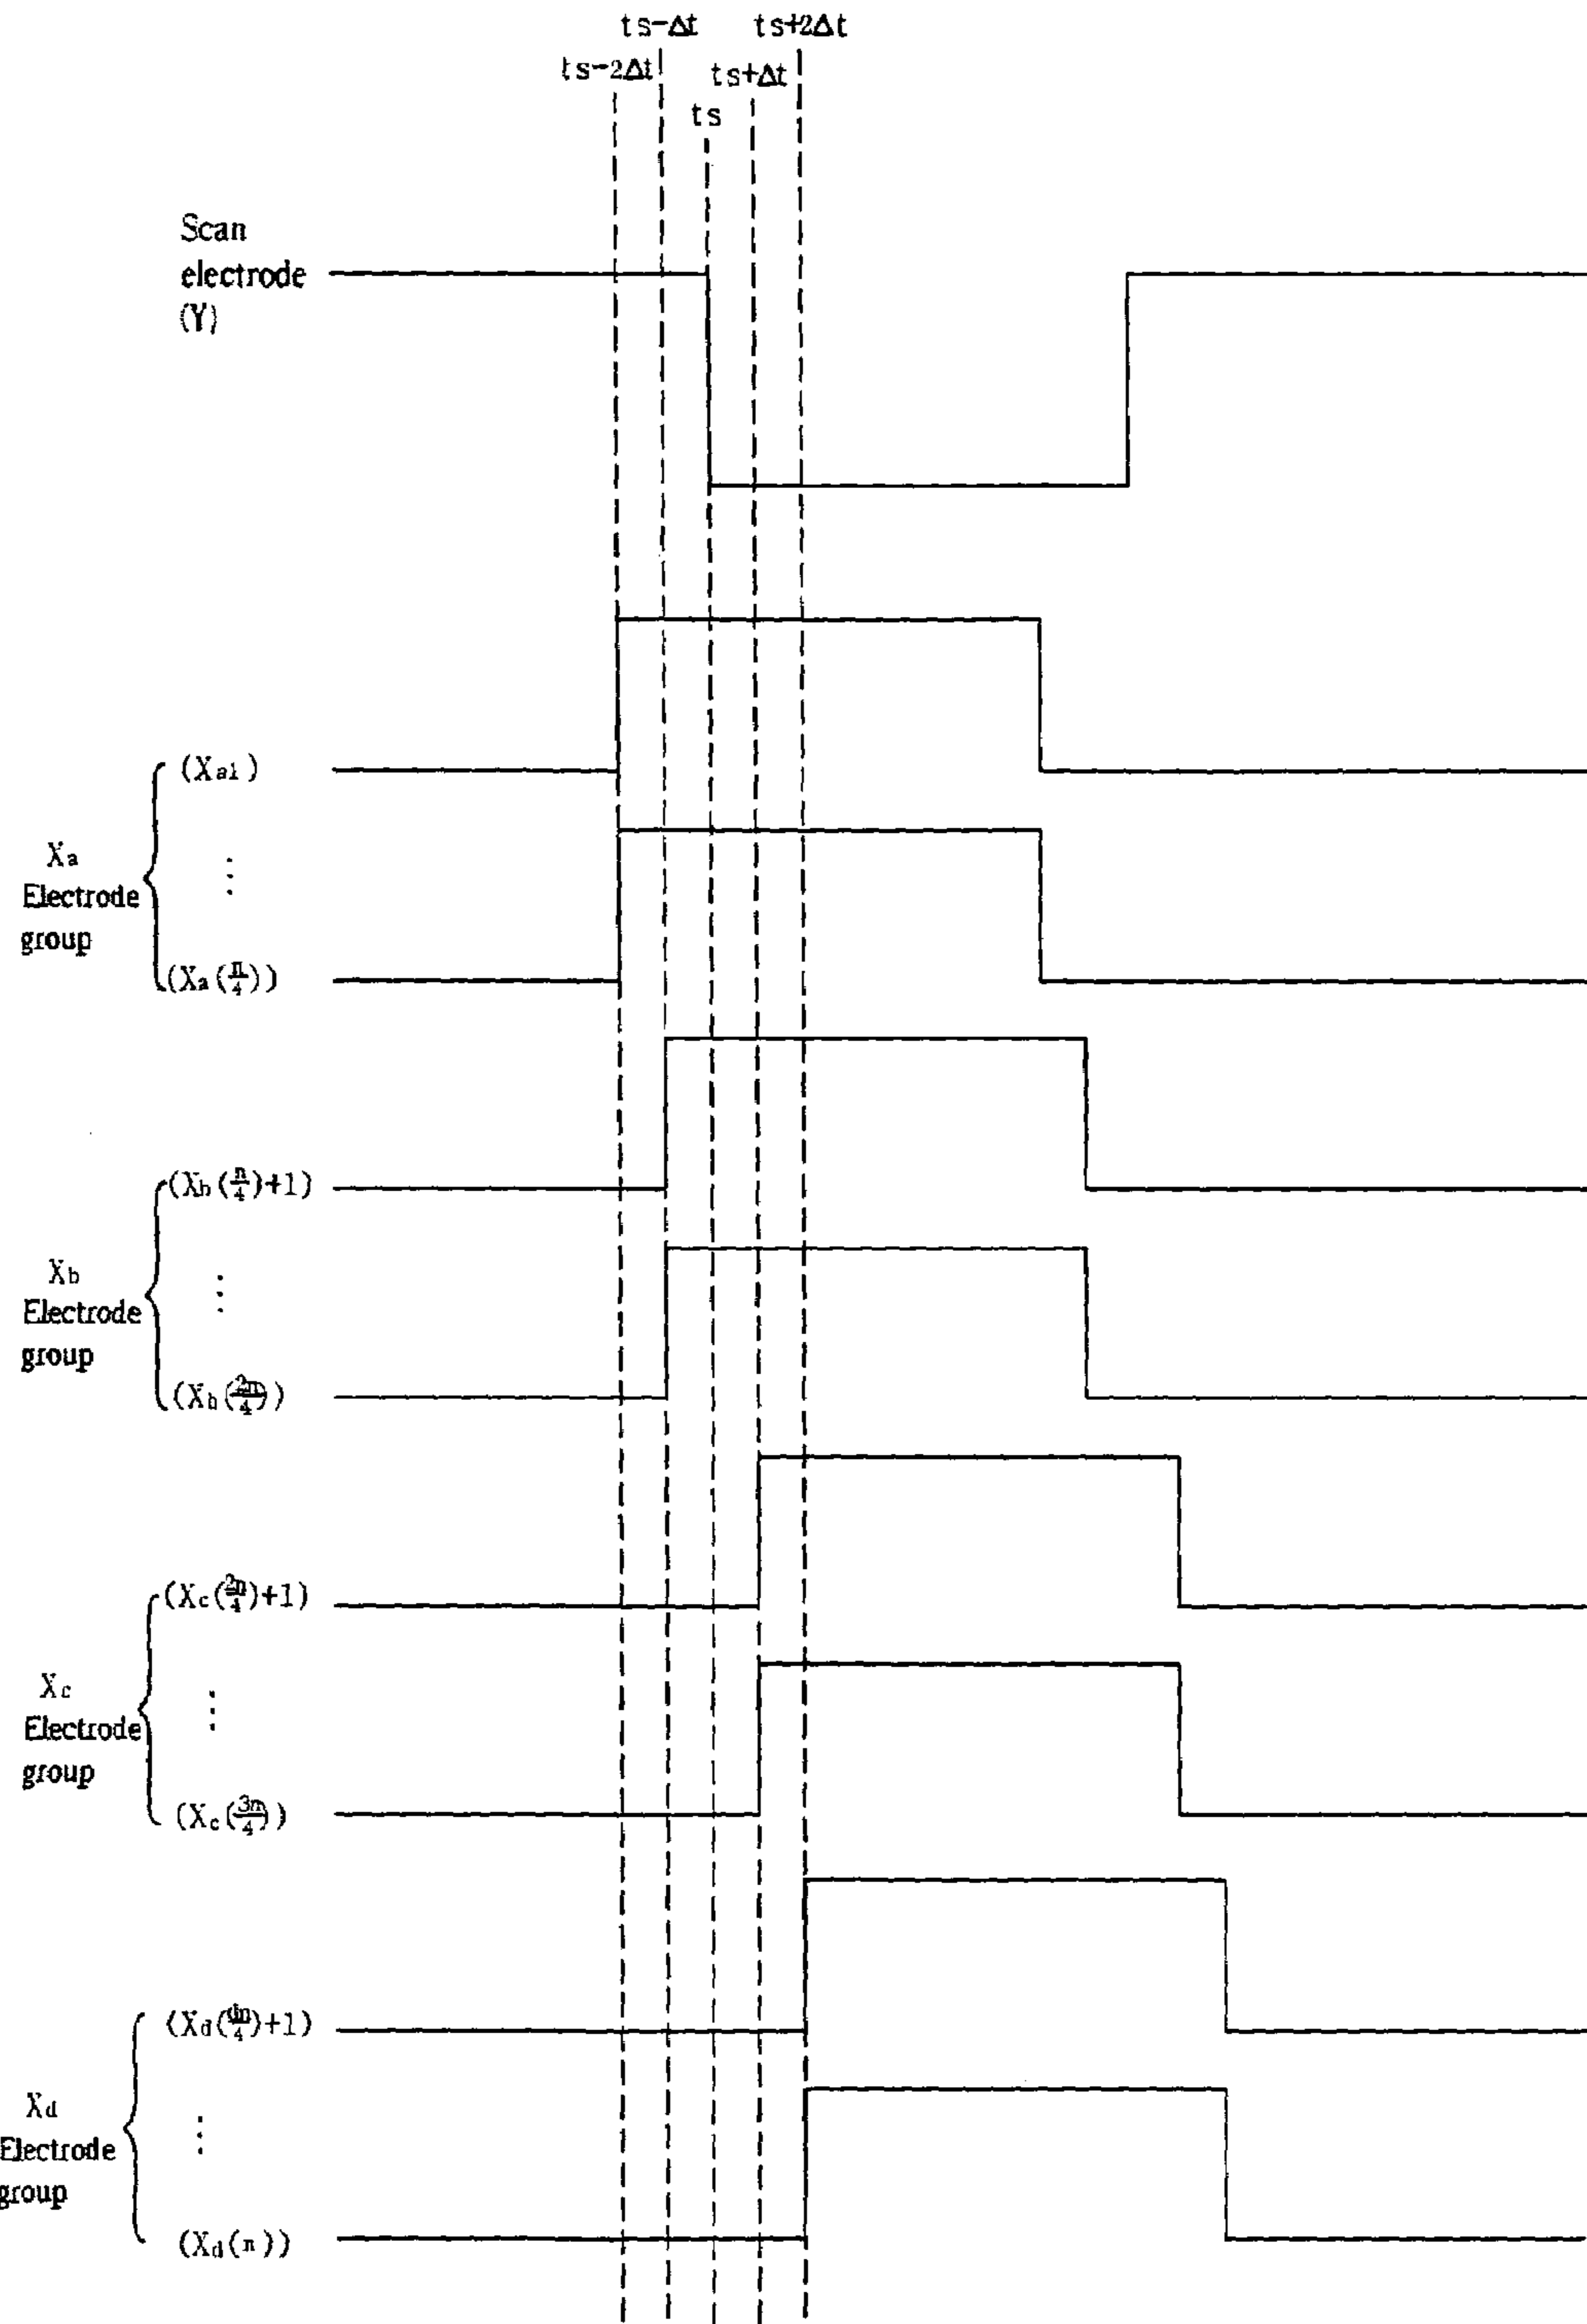 ts-Δt ts+2Δt
ts-2Δt ts+Δt
ts
Scan
electrode
(Y)
(Xa1)
Xa
Electrode
group
⋮
(Xa(n/4))
(Xb(n/4)+1)
Xb
Electrode
group
⋮
(Xb(2n/4))
(Xc(2n/4)+1)
Xc
Electrode
group
⋮
(Xc(3n/4))
(Xd( /4)+1)
Xd
Electrode
group
⋮
(Xd(n))